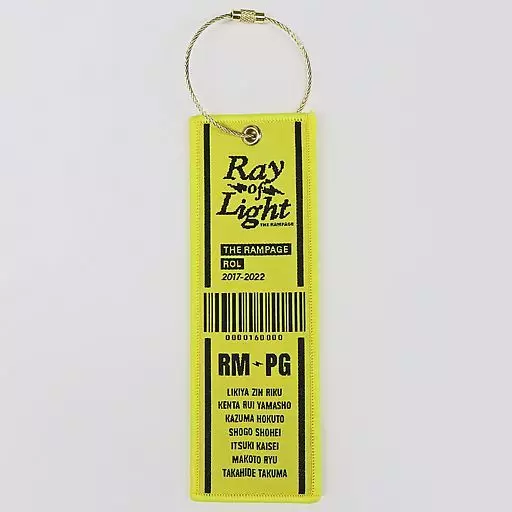 Ray
of
Light
THE RAMPAGE
THE RAMPAGE
ROL
2017-2022
0000160000
RM PG
LIKIYA ZIN RIKU
KENTA RUI YAMASHO
KAZUMA HOKUTO
SHOGO SHOHEI
ITSUKI KAISEI
MAKOTO RYU
TAKAHIDE TAKUMA